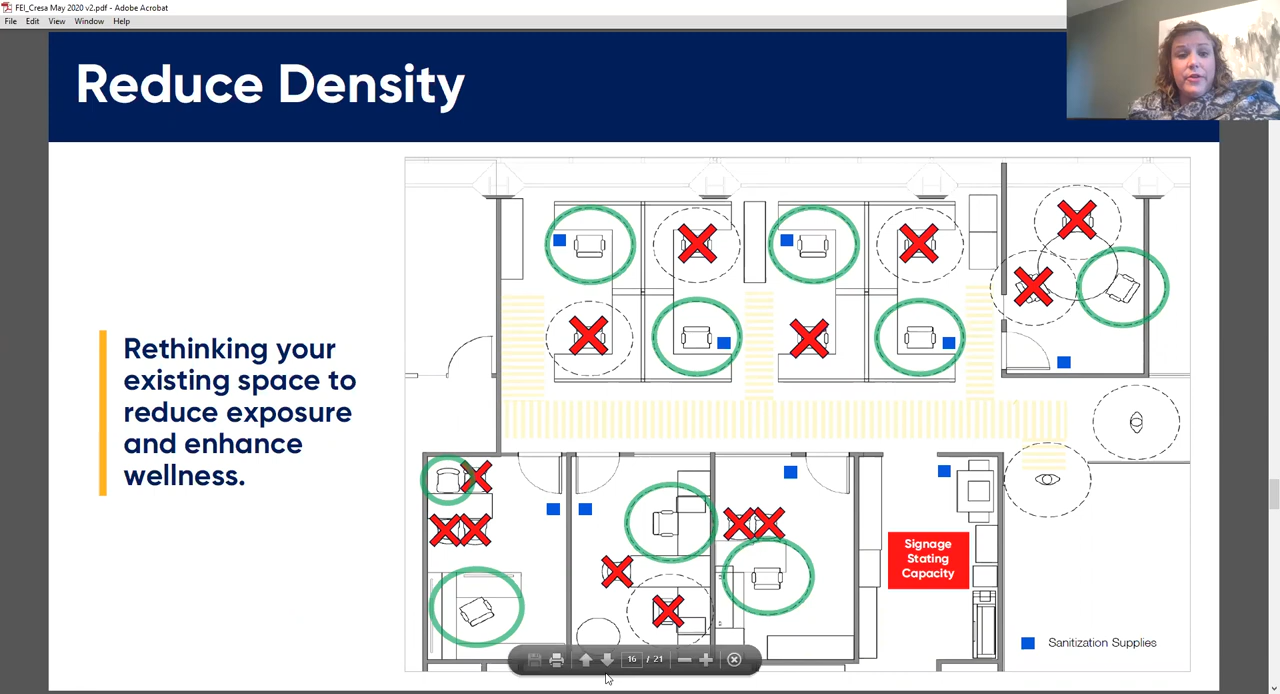 FEI_Cresa May 2020 v2.pdf - Adobe Acrobat
File Edit View Window Help
Reduce Density
Rethinking your
existing space to
reduce exposure
and enhance
wellness.
Signage
Stating
Capacity
Sanitization Supplies
16 / 21